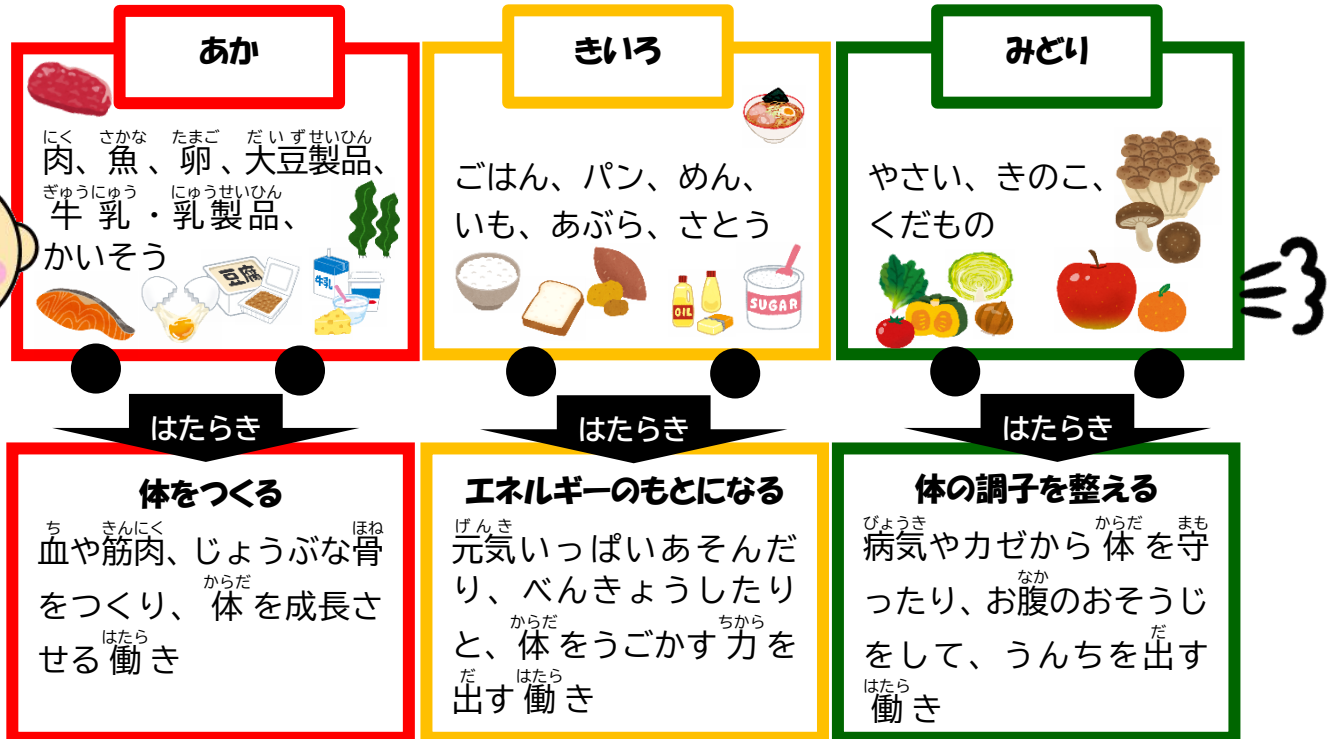 あか
にく さかな たまご だいずせいひん
肉、魚、卵、大豆製品、
ぎゅうにゅう にゅうせいひん
牛乳・乳製品、
かいそう
豆腐
牛乳
はたらき
体をつくる
ち きんにく ほね
血や筋肉、じょうぶな骨
からだ
をつくり、体を成長さ
はたら
せる働き
きいろ
ごはん、パン、めん、
いも、あぶら、さとう
OIL
SUGAR
はたらき
エネルギーのもとになる
げんき
元気いっぱいあそんだ
り、べんきょうしたり
からだ ちから
と、体をうごかす力を
だ はたら
出す働き
みどり
やさい、きのこ、
くだもの
はたらき
体の調子を整える
びょうき からだ まも
病気やカゼから体を守
なか
ったり、お腹のおそうじ
だ
をして、うんちを出す
はたら
働き